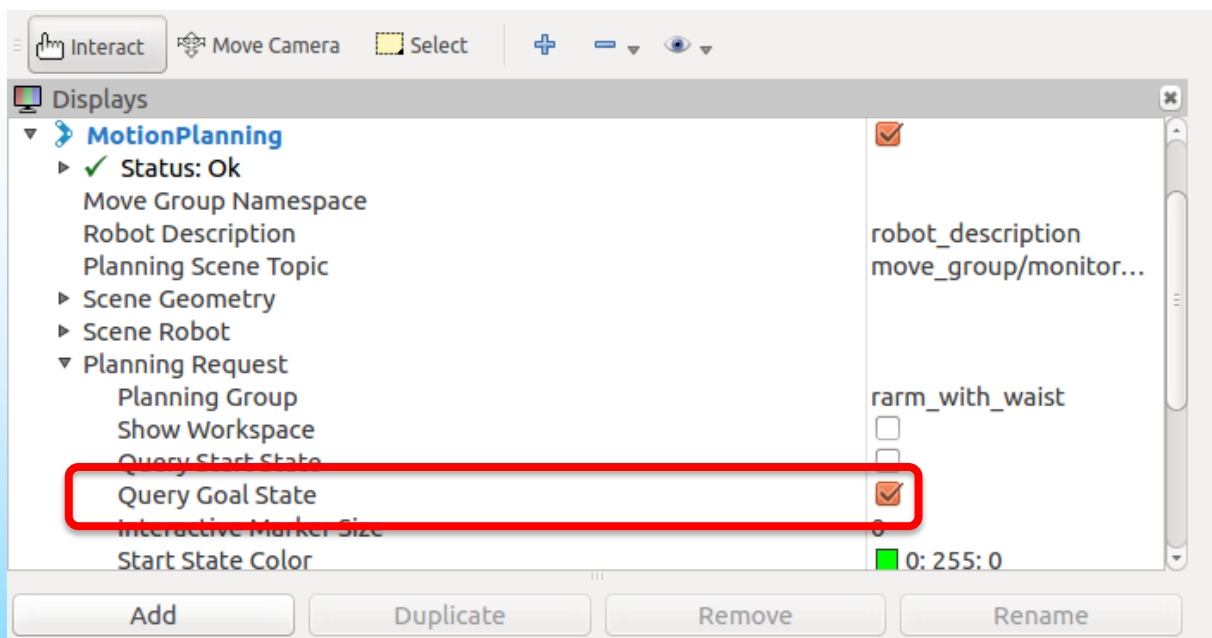 Interact Move Camera Select
Displays
MotionPlanning
Status: Ok
Move Group Namespace
Robot Description robot_description
Planning Scene Topic move_group/monitor...
Scene Geometry
Scene Robot
Planning Request
Planning Group rarm_with_waist
Show Workspace
Query Start State
Query Goal State
Interactive Marker Size 0
Start State Color 0; 255; 0
Add Duplicate Remove Rename